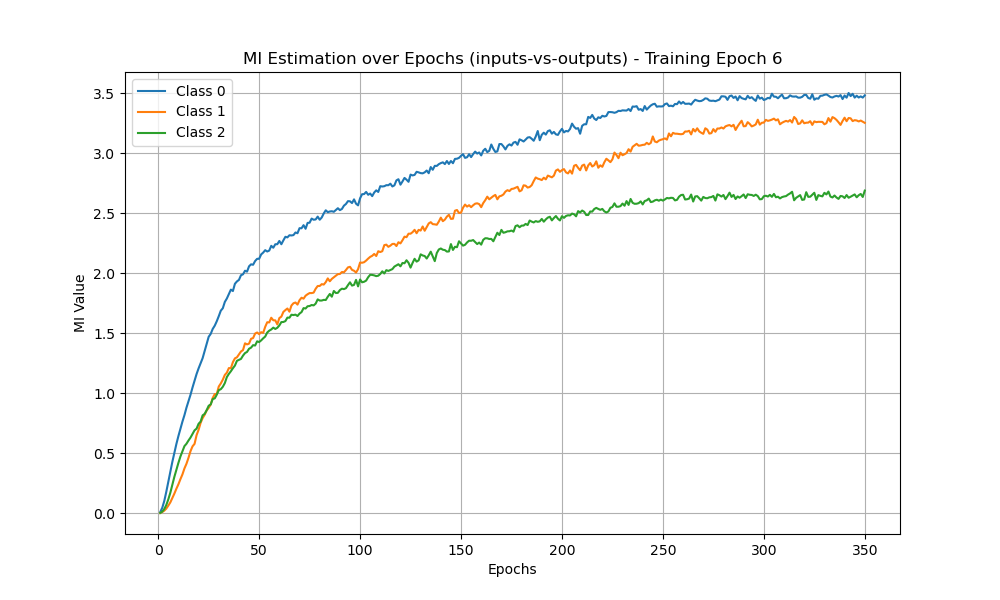 MI Estimation over Epochs (inputs-vs-outputs) - Training Epoch 6
Class 0
Class 1
Class 2
MI Value
3.5
3.0
2.5
2.0
1.5
1.0
0.5
0.0
0 50 100 150 200 250 300 350
Epochs